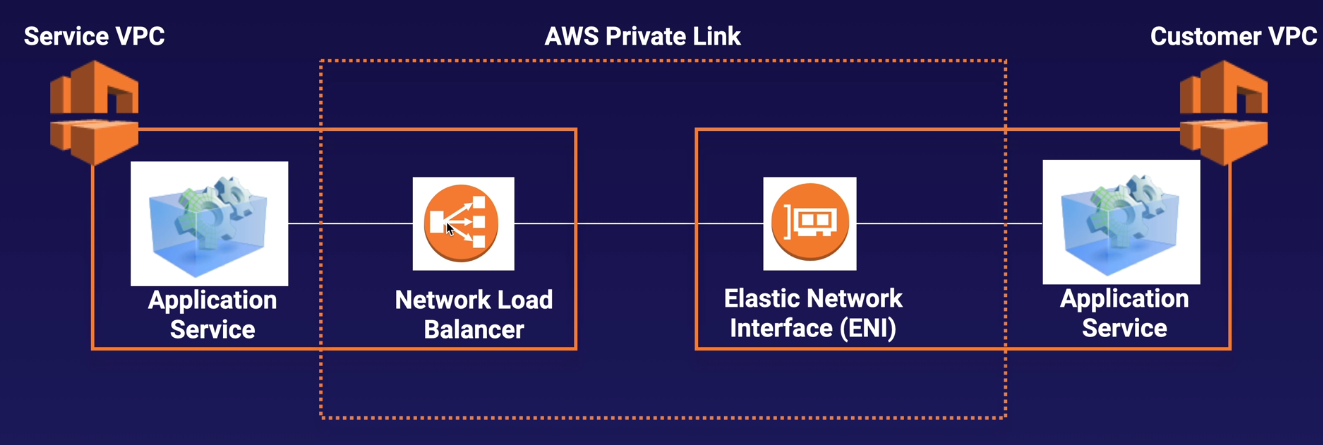 Service VPC
AWS Private Link
Customer VPC
Application
Service
Network Load
Balancer
Elastic Network
Interface (ENI)
Application
Service